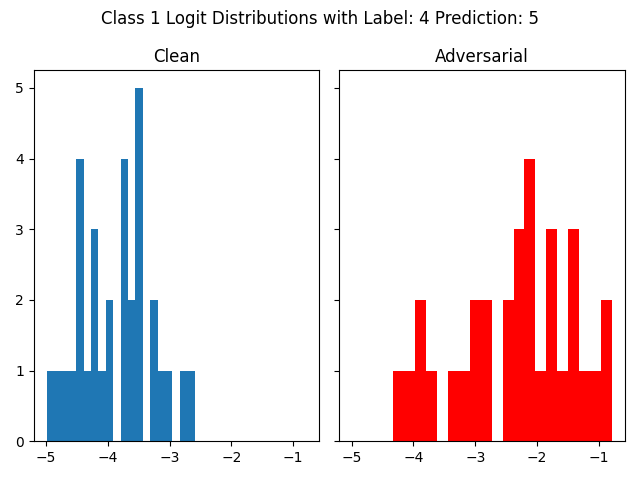 Class 1 Logit Distributions with Label: 4 Prediction: 5
Clean
Adversarial
5
4
3
2
1
0
−5 −4 −3 −2 −1
−5 −4 −3 −2 −1